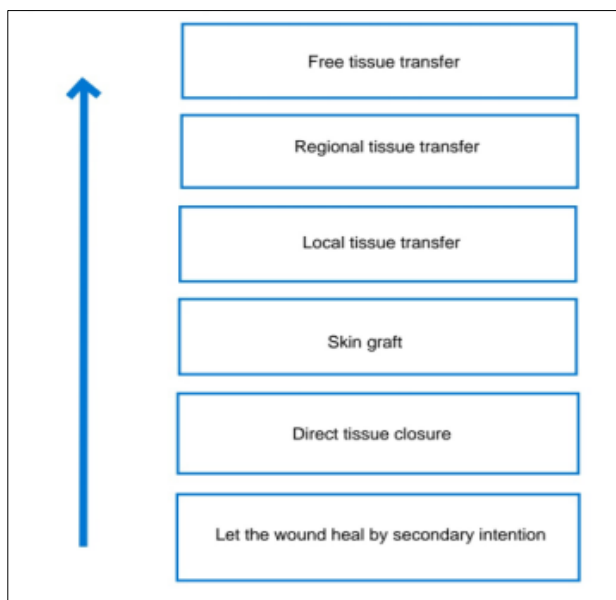 Free tissue transfer
Regional tissue transfer
Local tissue transfer
Skin graft
Direct tissue closure
Let the wound heal by secondary intention